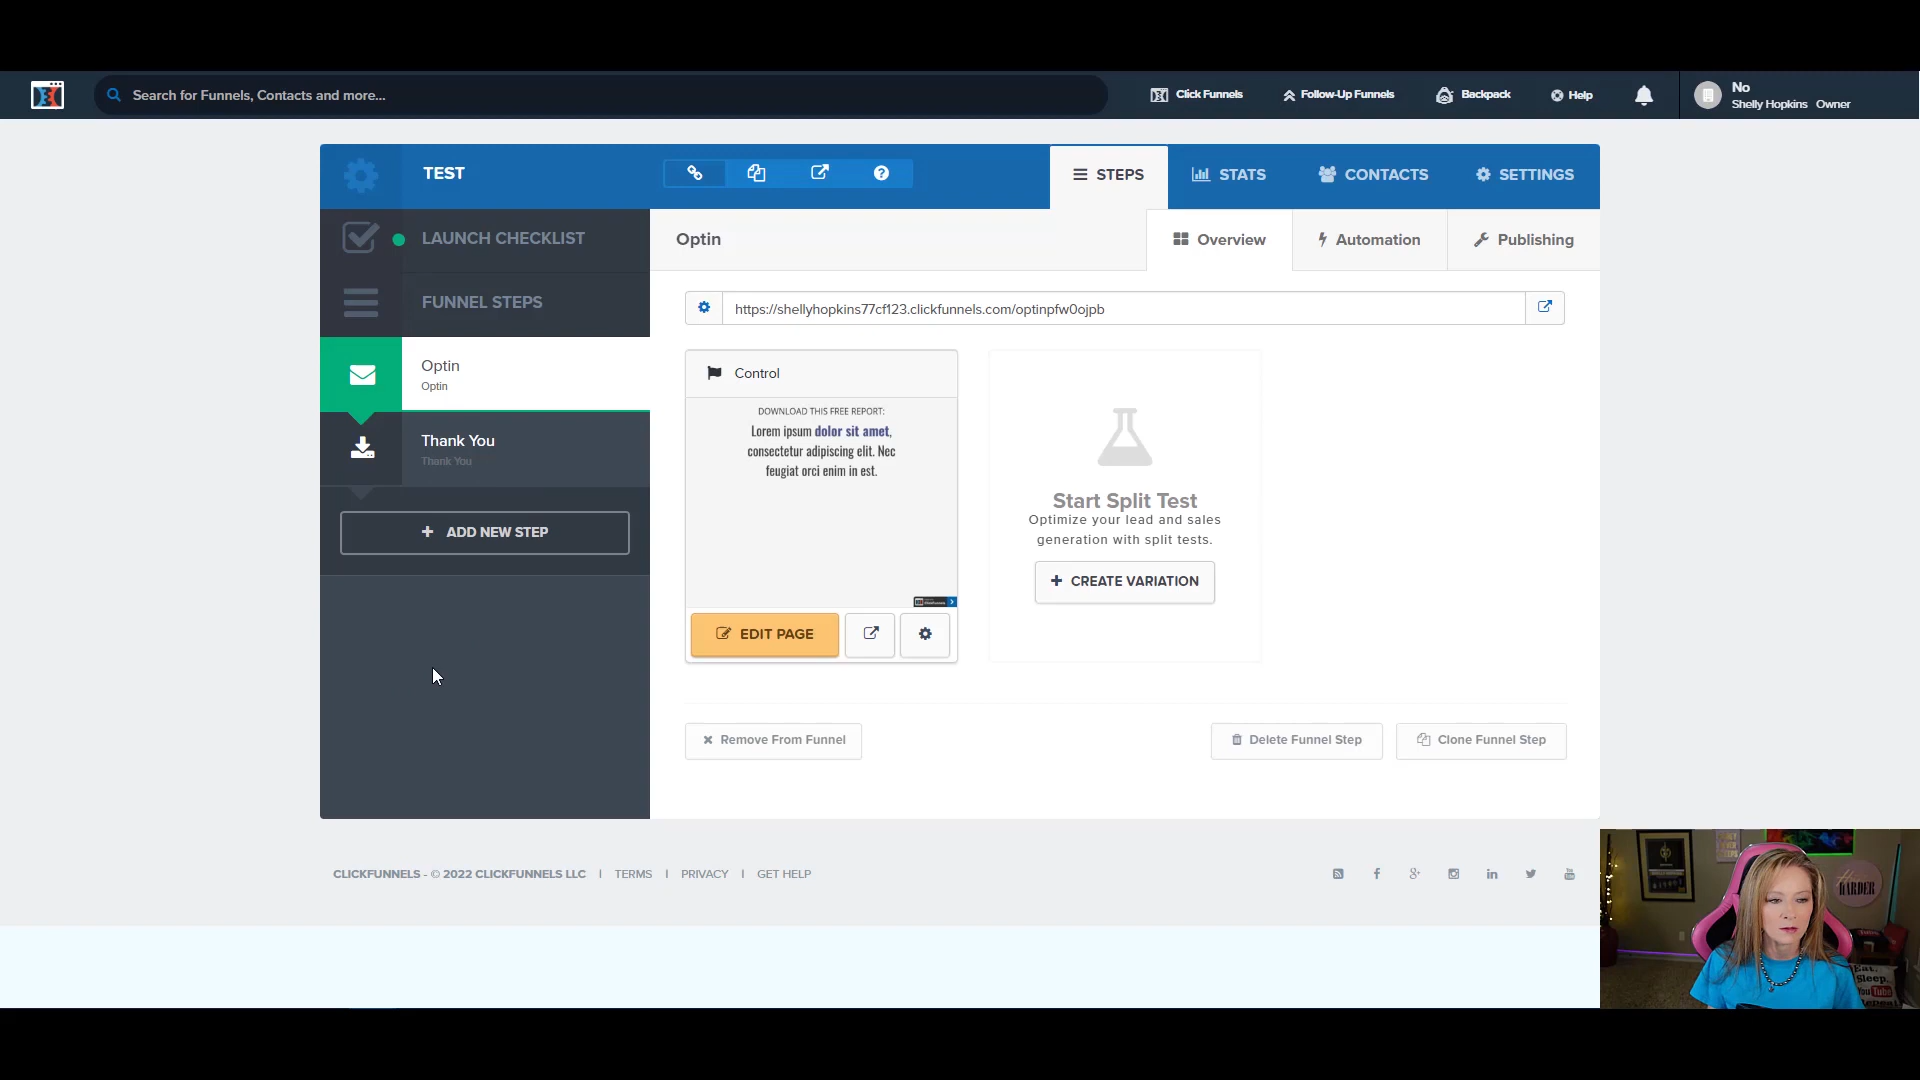 Search for Funnels, Contacts and more...
Click Funnels
Follow-Up Funnels
Backpack
Help
No
Shelly Hopkins Owner
TEST
STEPS
STATS
CONTACTS
SETTINGS
LAUNCH CHECKLIST
FUNNEL STEPS
Optin
Optin
Thank You
Thank You
+ ADD NEW STEP
Optin
Overview
Automation
Publishing
https://shellyhopkins77cf123.clickfunnels.com/optinpfw0ojpb
Control
DOWNLOAD THIS FREE REPORT:
Lorem ipsum dolor sit amet,
consectetur adipiscing elit. Nec
feugiat orci enim in est.
EDIT PAGE
Start Split Test
Optimize your lead and sales
generation with split tests.
+ CREATE VARIATION
Remove From Funnel
Delete Funnel Step
Clone Funnel Step
CLICKFUNNELS - © 2022 CLICKFUNNELS LLC | TERMS | PRIVACY | GET HELP
HARDER
Eat.
Sleep.
YouTube
Repeat.